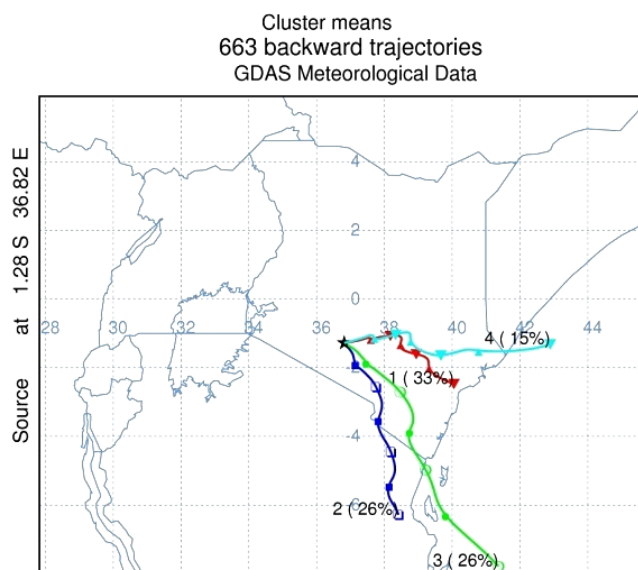 Cluster means
663 backward trajectories
GDAS Meteorological Data
Source at 1.28 S 36.82 E
4
2
0
28 30 32 34 36 38 40 42 44
4 ( 15%)
1 ( 33%)
-4
2 ( 26%)
3 ( 26%)